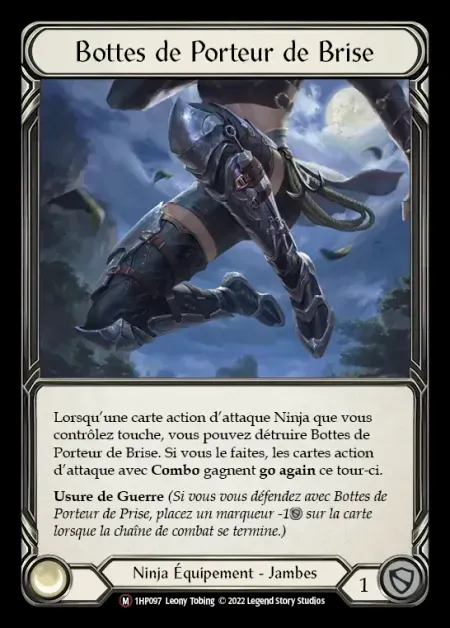 Bottes de Porteur de Brise
Lorsqu'une carte action d'attaque Ninja que vous
contrôlez touche, vous pouvez détruire Bottes de
Porteur de Brise. Si vous le faites, les cartes action
d'attaque avec Combo gagnent go again ce tour-ci.
Usure de Guerre (Si vous vous défendez avec Bottes de
Porteur de Prise, placez un marqueur -1 sur la carte
lorsque la chaîne de combat se termine.)
Ninja Équipement - Jambes
1
M 1HP097 Leony Tobing © 2022 Legend Story Studios